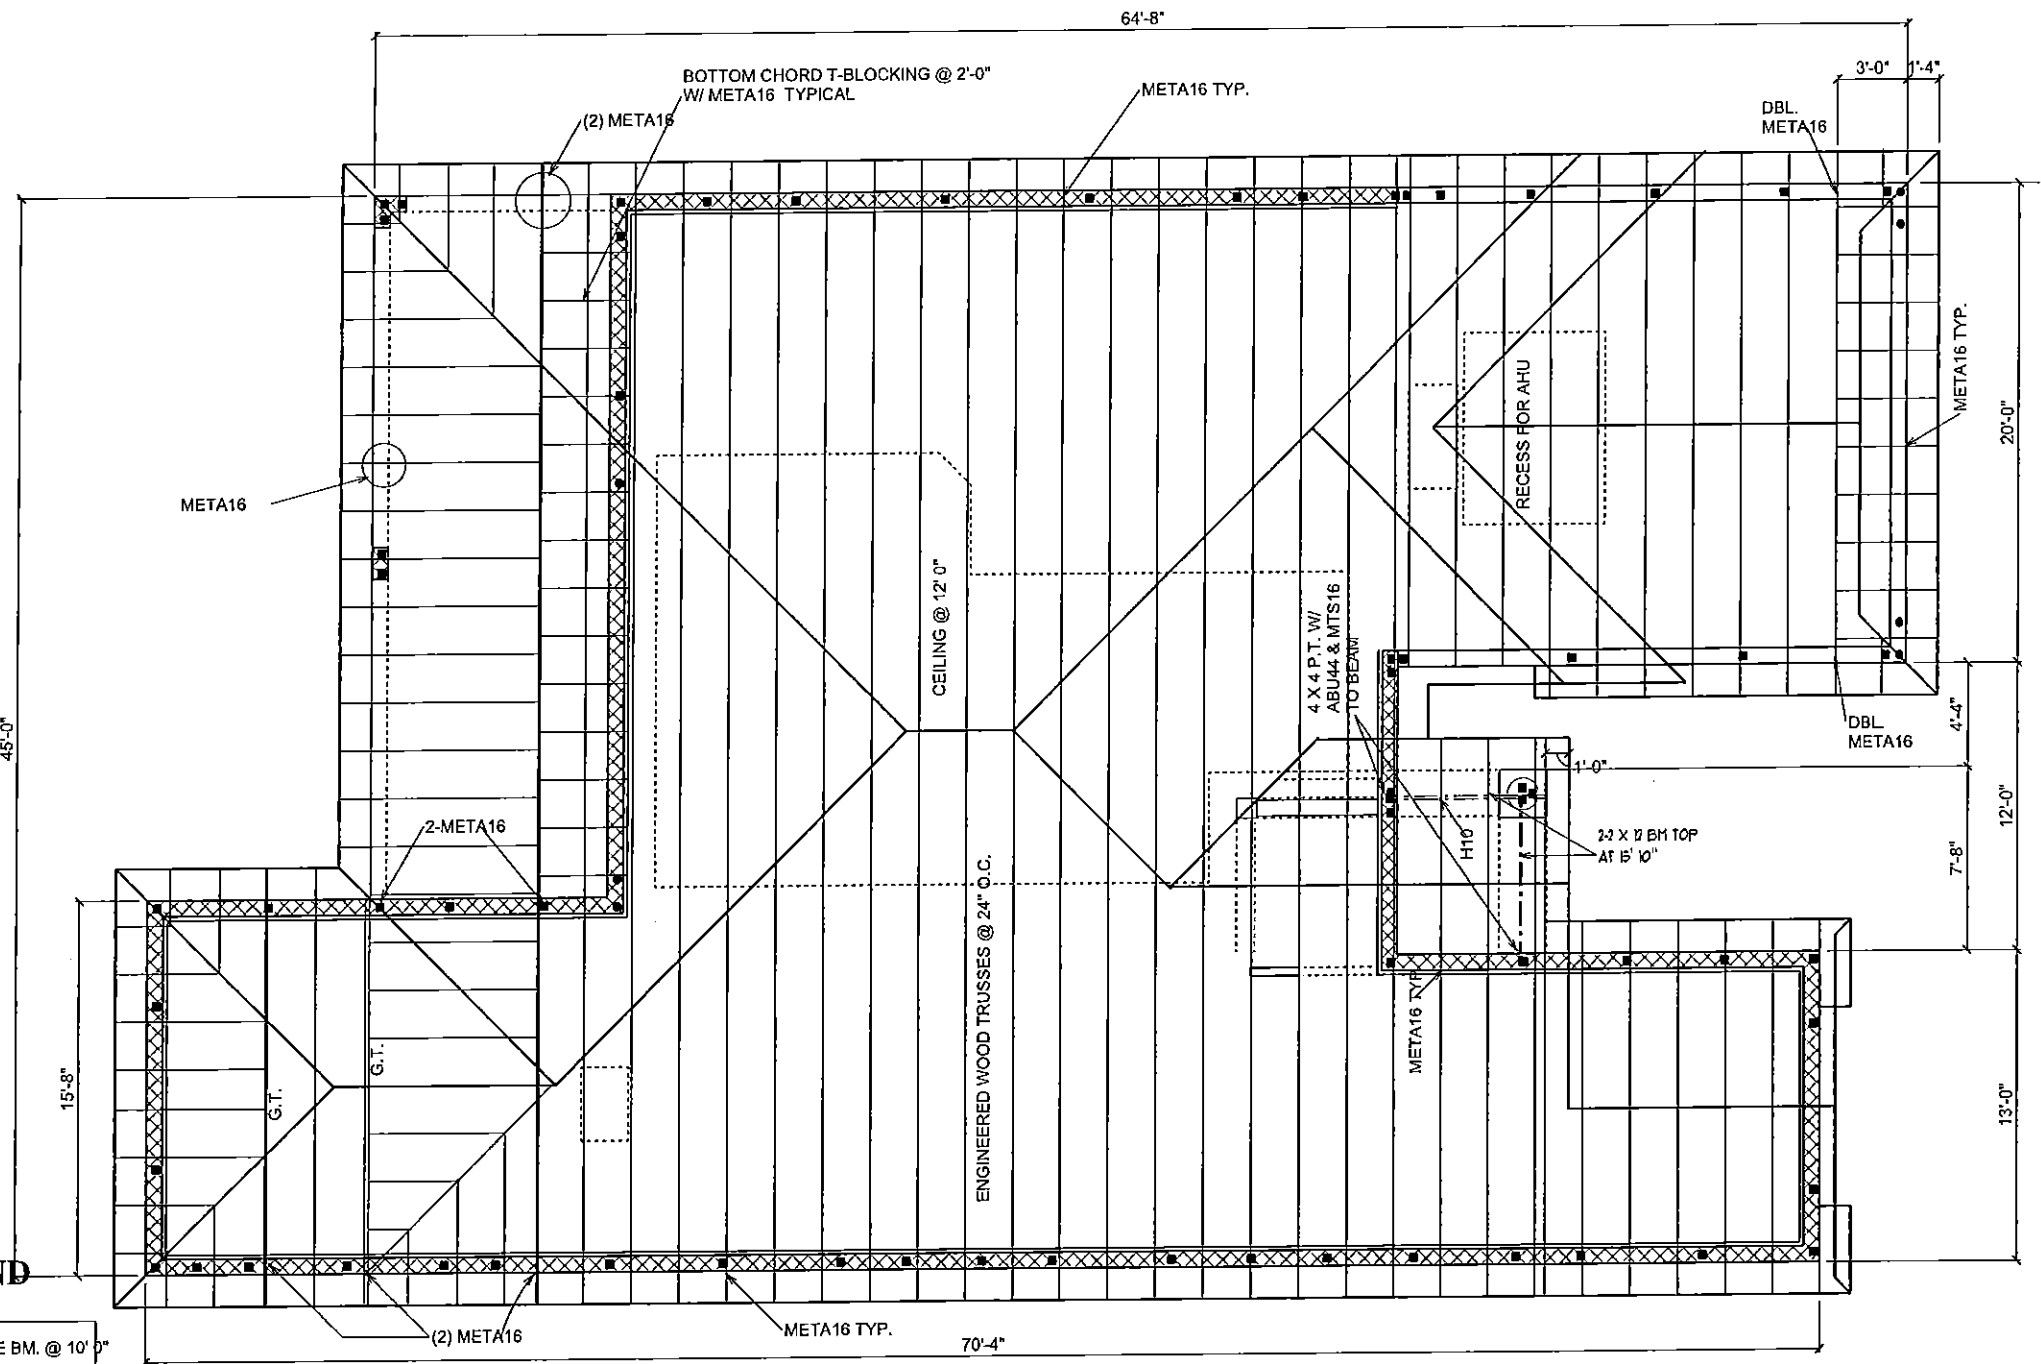 64'-8"
BOTTOM CHORD T-BLOCKING @ 2'-0"
W/ META16 TYPICAL
(2) META16
META16 TYP.
3'-0"
1'-4"
DBL.
META16
META16 TYP.
20'-0"
RECESS FOR AHU
META16
CEILING @ 12' 0"
4 X 4 P.T. W/
ABU44 & MTS16
TO BEAM
45'-0"
DBL.
META16
4'-4"
1'-0"
12'-0"
7'-8"
2-META16
H10
2-2 X 12 BM TOP
AT 15' 10"
ENGINEERED WOOD TRUSSES @ 24" O.C.
META16 TYP.
15'-8"
G.T.
G.T.
13'-0"
ND
E BM. @ 10' 0"
(2) META16
META16 TYP.
70'-4"